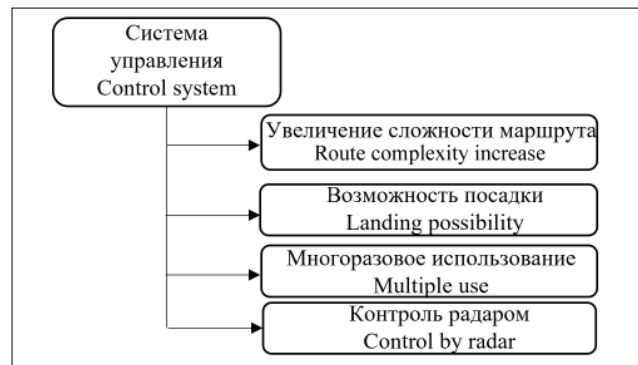 Система
управления
Control system
Увеличение сложности маршрута
Route complexity increase
Возможность посадки
Landing possibility
Многоразовое использование
Multiple use
Контроль радаром
Control by radar